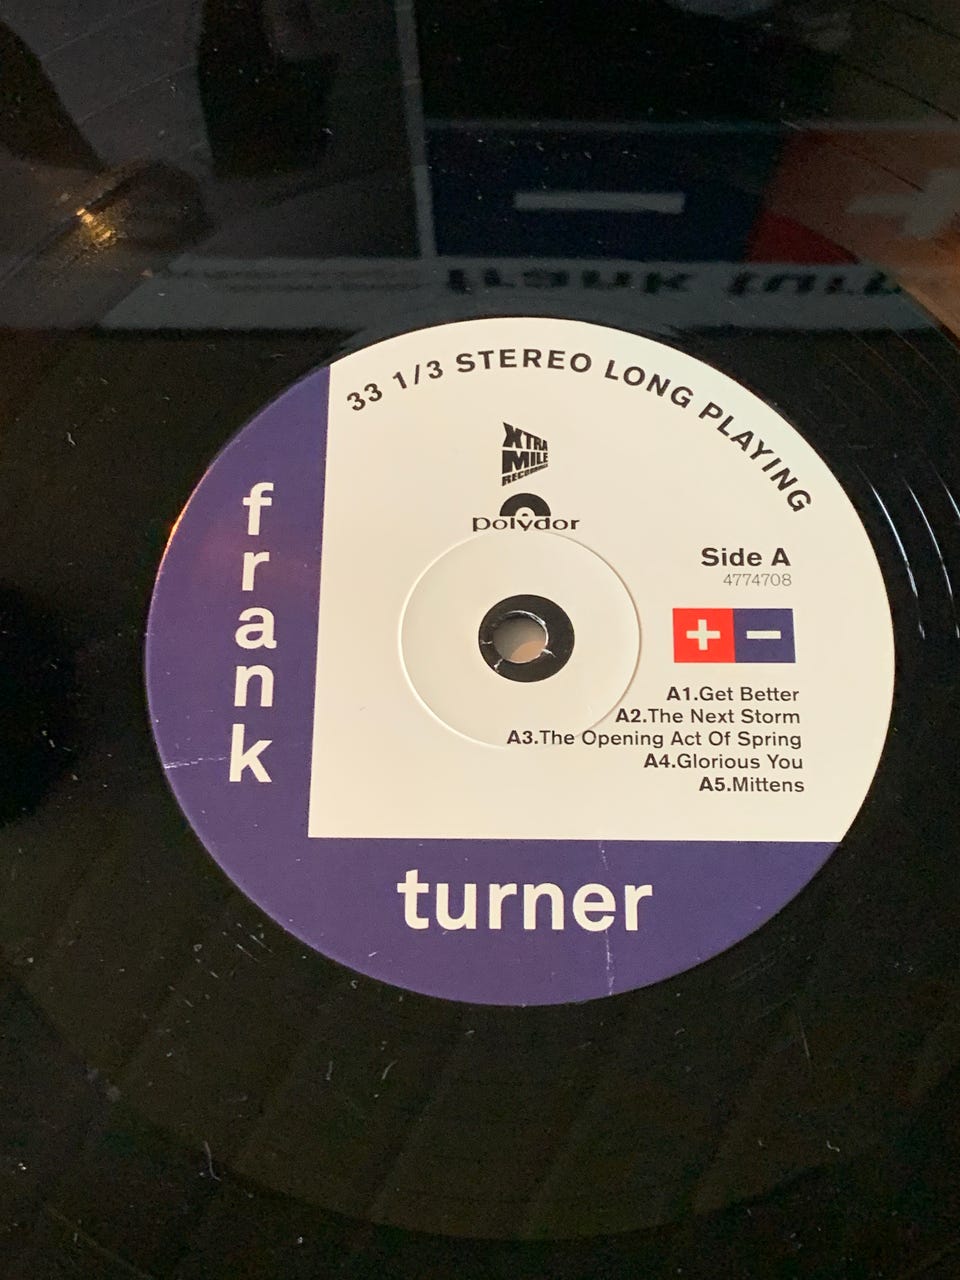 33 1/3 STEREO LONG PLAYING
XTRA
MILE
RECORDINGS
polydor
Side A
4774708
+ −
A1.Get Better
A2.The Next Storm
A3.The Opening Act Of Spring
A4.Glorious You
A5.Mittens
frank
turner